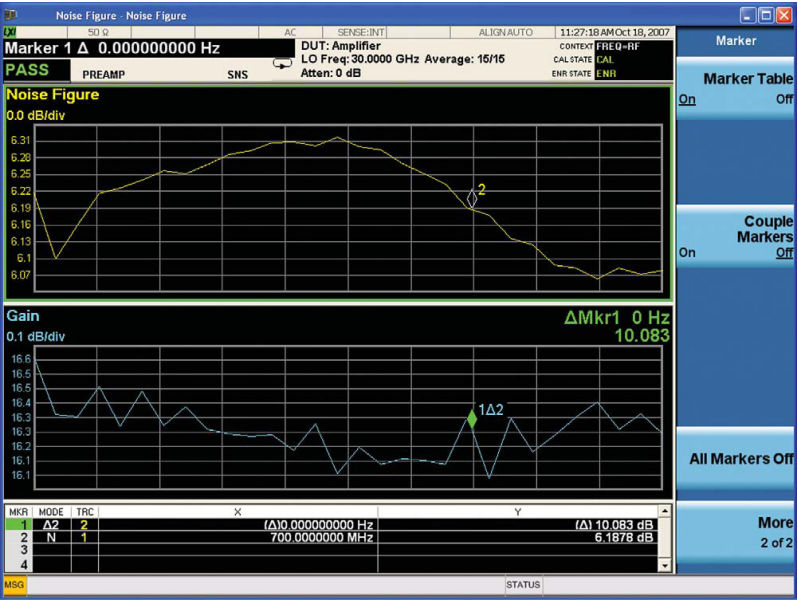 Noise Figure - Noise Figure
LXI 50 Ω AC SENSE:INT ALIGN AUTO 11:27:18 AM Oct 18, 2007
Marker 1 Δ 0.000000000 Hz
DUT: Amplifier
LO Freq: 30.0000 GHz Average: 15/15
Atten: 0 dB
CONTEXT FREQ=RF
CAL STATE CAL
ENR STATE ENR
PASS PREAMP SNS
Noise Figure
0.0 dB/div
6.31
6.28
6.25
6.22
6.19
6.16
6.13
6.1
6.07
2
Gain
0.1 dB/div
ΔMkr1 0 Hz
10.083
16.6
16.5
16.5
16.4
16.3
16.3
16.2
16.2
16.1
1Δ2
MKR MODE TRC X Y
1 Δ2 2 (Δ)0.000000000 Hz (Δ) 10.083 dB
2 N 1 700.0000000 MHz 6.1878 dB
3
4
MSG STATUS
Marker
Marker Table
On Off
Couple
Markers
On Off
All Markers Off
More
2 of 2